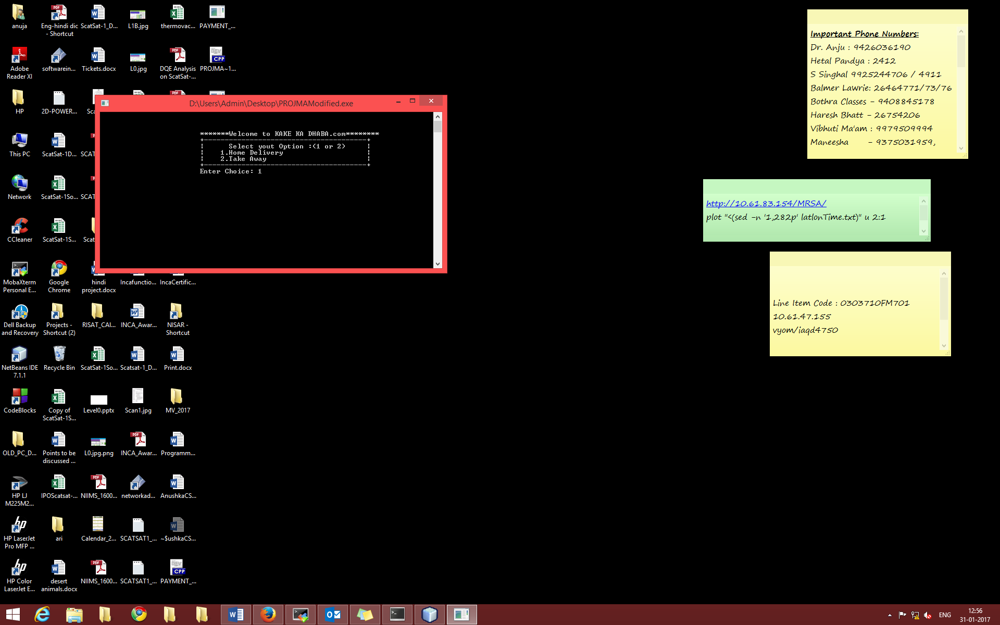 anuja
Eng-hindi dic - Shortcut
ScatSat-1_D...
L1B.jpg
thermovac...
PAYMENT_...
Adobe Reader XI
softwarein...
Tickets.docx
L0.jpg
DQE Analysis on ScatSat-...
PROJMA~1...
HP
2D-POWER...
This PC
ScatSat-1D...
SCAT
Network
ScatSat-1So...
SCAT
CCleaner
ScatSat-1S...
Scat
MobaXterm Personal E...
Google Chrome
hindi project.docx
Incafunctio...
IncaCertific...
Dell Backup and Recovery
Projects - Shortcut (2)
RISAT_CAL...
INCA_Awar...
NISAR - Shortcut
NetBeans IDE 7.1.1
Recycle Bin
ScatSat-1So...
Scatsat-1_D...
Print.docx
CodeBlocks
Copy of ScatSat-1S...
Level0.pptx
Scan1.jpg
MV_2017
OLD_PC_D...
Points to be discussed ...
L0.jpg.png
INCA_Awar...
Programm...
HP LJ M225M2...
IPOScatsat-...
NIIMS_1600...
networkad...
AnushkaCS...
HP LaserJet Pro MFP ...
ari
Calendar_2...
SCATSAT1_...
~$ushkaCS...
HP Color LaserJet E...
desert animals.docx
NIIMS_1600...
SCATSAT1_...
PAYMENT_...
D:\Users\Admin\Desktop\PROJMAModified.exe
*******Welcome to KAKE KA DHABA.com********
Select yout Option :(1 or 2)
1.Home Delivery
2.Take Away
Enter Choice: 1
Important Phone Numbers:
Dr. Anju : 9426036190
Hetal Pandya : 2412
S Singhal 9925244706 / 4911
Balmer Lawrie: 26464771/73/76
Bothra Classes - 9408845178
Haresh Bhatt - 26754206
Vibhuti Ma'am : 9979509994
Maneesha - 9375031959,
http://10.61.83.154/MRSA/
plot "<(sed -n '1,282p' latlonTime.txt)" u 2:1
Line Item Code : 0303710FM701
10.61.47.155
vyom/iaqd4750
ENG
12:56
31-01-2017